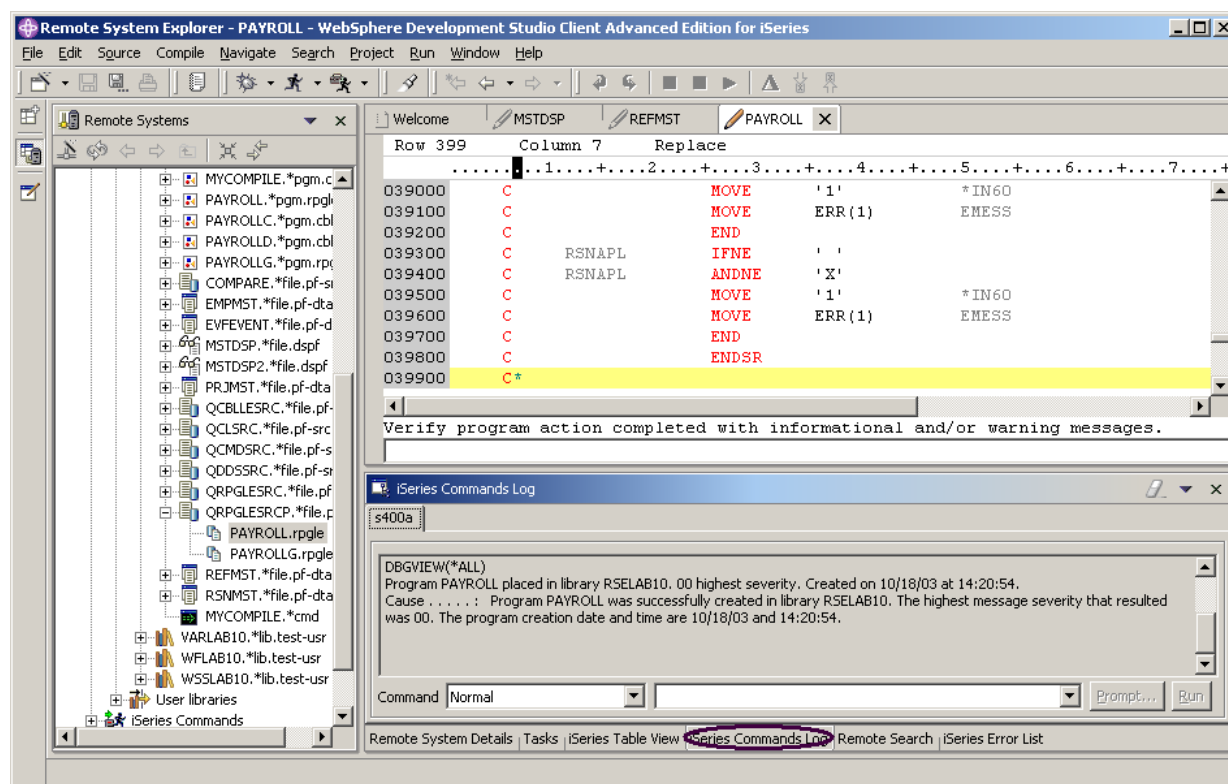 Remote System Explorer - PAYROLL - WebSphere Development Studio Client Advanced Edition for iSeries
File Edit Source Compile Navigate Search Project Run Window Help
Remote Systems
MYCOMPILE.*pgm.c
PAYROLL.*pgm.rpgl
PAYROLLC.*pgm.cbl
PAYROLLD.*pgm.cbl
PAYROLLG.*pgm.rpg
COMPARE.*file.pf-s
EMPMST.*file.pf-dta
EVFEVENT.*file.pf-d
MSTDSP.*file.dspf
MSTDSP2.*file.dspf
PRJMST.*file.pf-dta
QCBLLESRC.*file.pf-
QCLSRC.*file.pf-src
QCMDSRC.*file.pf-s
QDDSSRC.*file.pf-sr
QRPGLESRC.*file.pf
QRPGLESRCP.*file.p
PAYROLL.rpgle
PAYROLLG.rpgle
REFMST.*file.pf-dta
RSNMST.*file.pf-dta
MYCOMPILE.*cmd
VARLAB10.*lib.test-usr
WFLAB10.*lib.test-usr
WSSLAB10.*lib.test-usr
User libraries
iSeries Commands
Welcome MSTDSP REFMST PAYROLL
Row 399 Column 7 Replace
.........1....+....2....+....3....+....4....+....5....+....6....+....7....+
039000 C MOVE '1' *IN60
039100 C MOVE ERR(1) EMESS
039200 C END
039300 C RSNAPL IFNE ' '
039400 C RSNAPL ANDNE 'X'
039500 C MOVE '1' *IN60
039600 C MOVE ERR(1) EMESS
039700 C END
039800 C ENDSR
039900 C*
Verify program action completed with informational and/or warning messages.
iSeries Commands Log
s400a
DBGVIEW(*ALL)
Program PAYROLL placed in library RSELAB10. 00 highest severity. Created on 10/18/03 at 14:20:54.
Cause . . . . . : Program PAYROLL was successfully created in library RSELAB10. The highest message severity that resulted
was 00. The program creation date and time are 10/18/03 and 14:20:54.
Command Normal Prompt... Run
Remote System Details Tasks iSeries Table View iSeries Commands Log Remote Search iSeries Error List